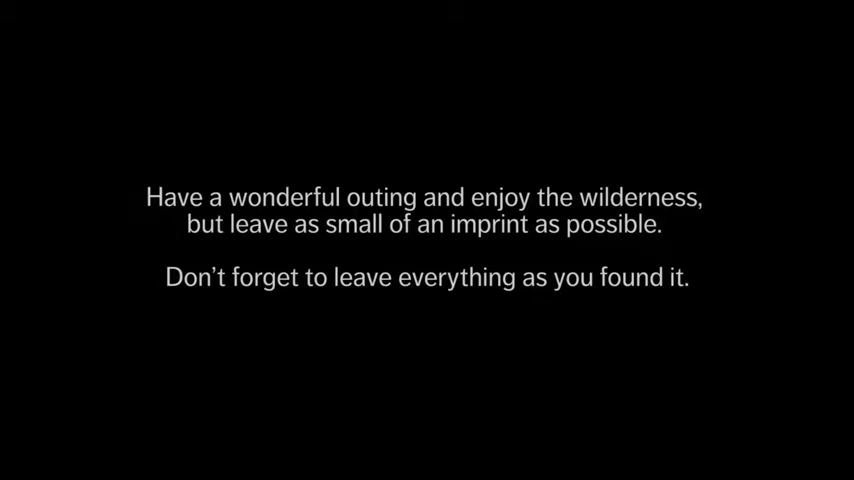 Have a wonderful outing and enjoy the wilderness,
but leave as small of an imprint as possible.
Don’t forget to leave everything as you found it.